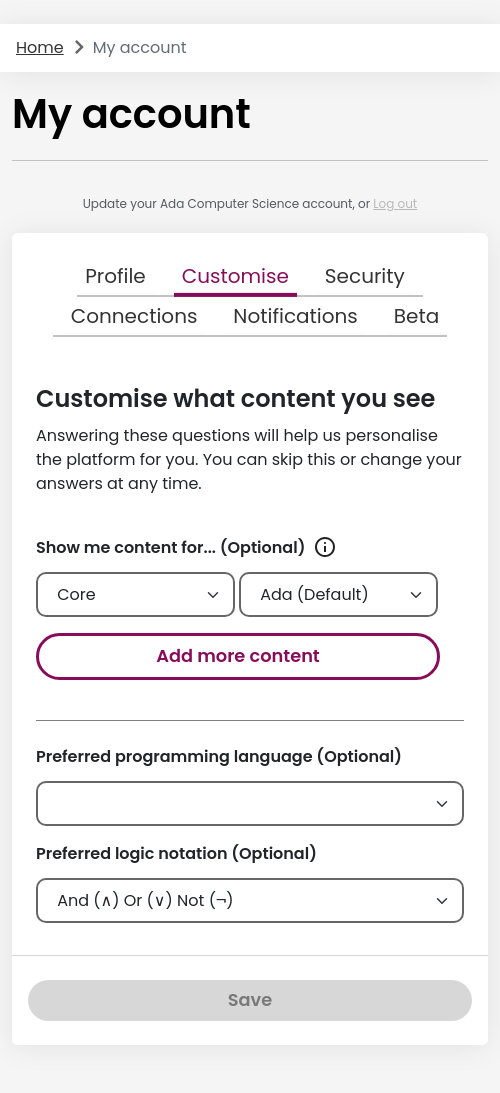 Home > My account
My account
Update your Ada Computer Science account, or Log out
Profile Customise Security
Connections Notifications Beta
Customise what content you see
Answering these questions will help us personalise
the platform for you. You can skip this or change your
answers at any time.
Show me content for... (Optional)
Core Ada (Default)
Add more content
Preferred programming language (Optional)
Preferred logic notation (Optional)
And (∧) Or (∨) Not (¬)
Save